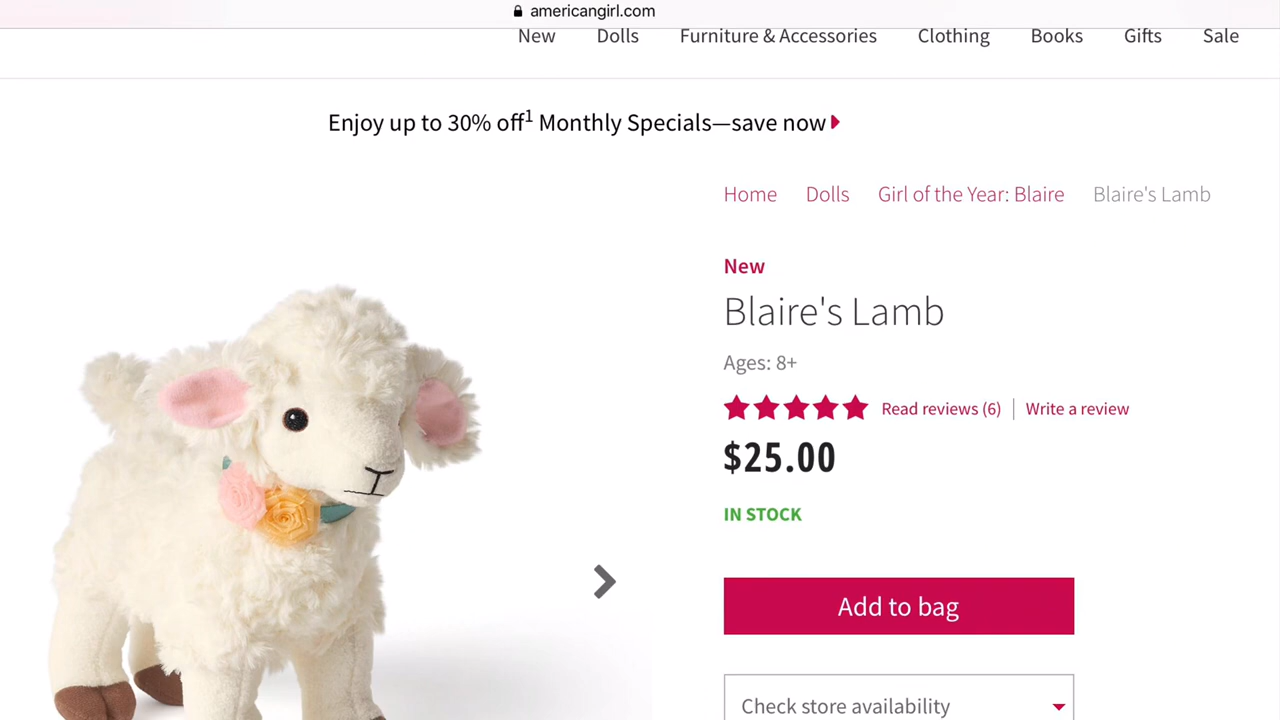 americangirl.com
New Dolls Furniture & Accessories Clothing Books Gifts Sale
Enjoy up to 30% off1 Monthly Specials—save now
Home Dolls Girl of the Year: Blaire Blaire's Lamb
New
Blaire's Lamb
Ages: 8+
Read reviews (6) Write a review
$25.00
IN STOCK
Add to bag
Check store availability